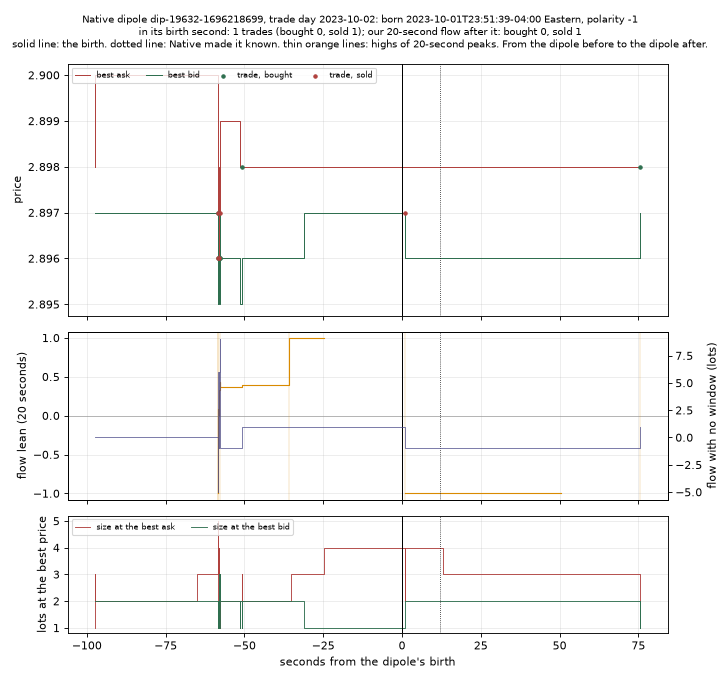 Native dipole dip-19632-1696218699, trade day 2023-10-02: born 2023-10-01T23:51:39-04:00 Eastern, polarity -1
in its birth second: 1 trades (bought 0, sold 1); our 20-second flow after it: bought 0, sold 1
solid line: the birth. dotted line: Native made it known. thin orange lines: highs of 20-second peaks. From the dipole before to the dipole after.
best ask best bid trade, bought trade, sold
2.900
2.899
2.898
2.897
2.896
2.895
price
1.0
0.5
0.0
−0.5
−1.0
flow lean (20 seconds)
7.5
5.0
2.5
0.0
−2.5
−5.0
flow with no window (lots)
size at the best ask size at the best bid
5
4
3
2
1
lots at the best price
−100 −75 −50 −25 0 25 50 75
seconds from the dipole's birth